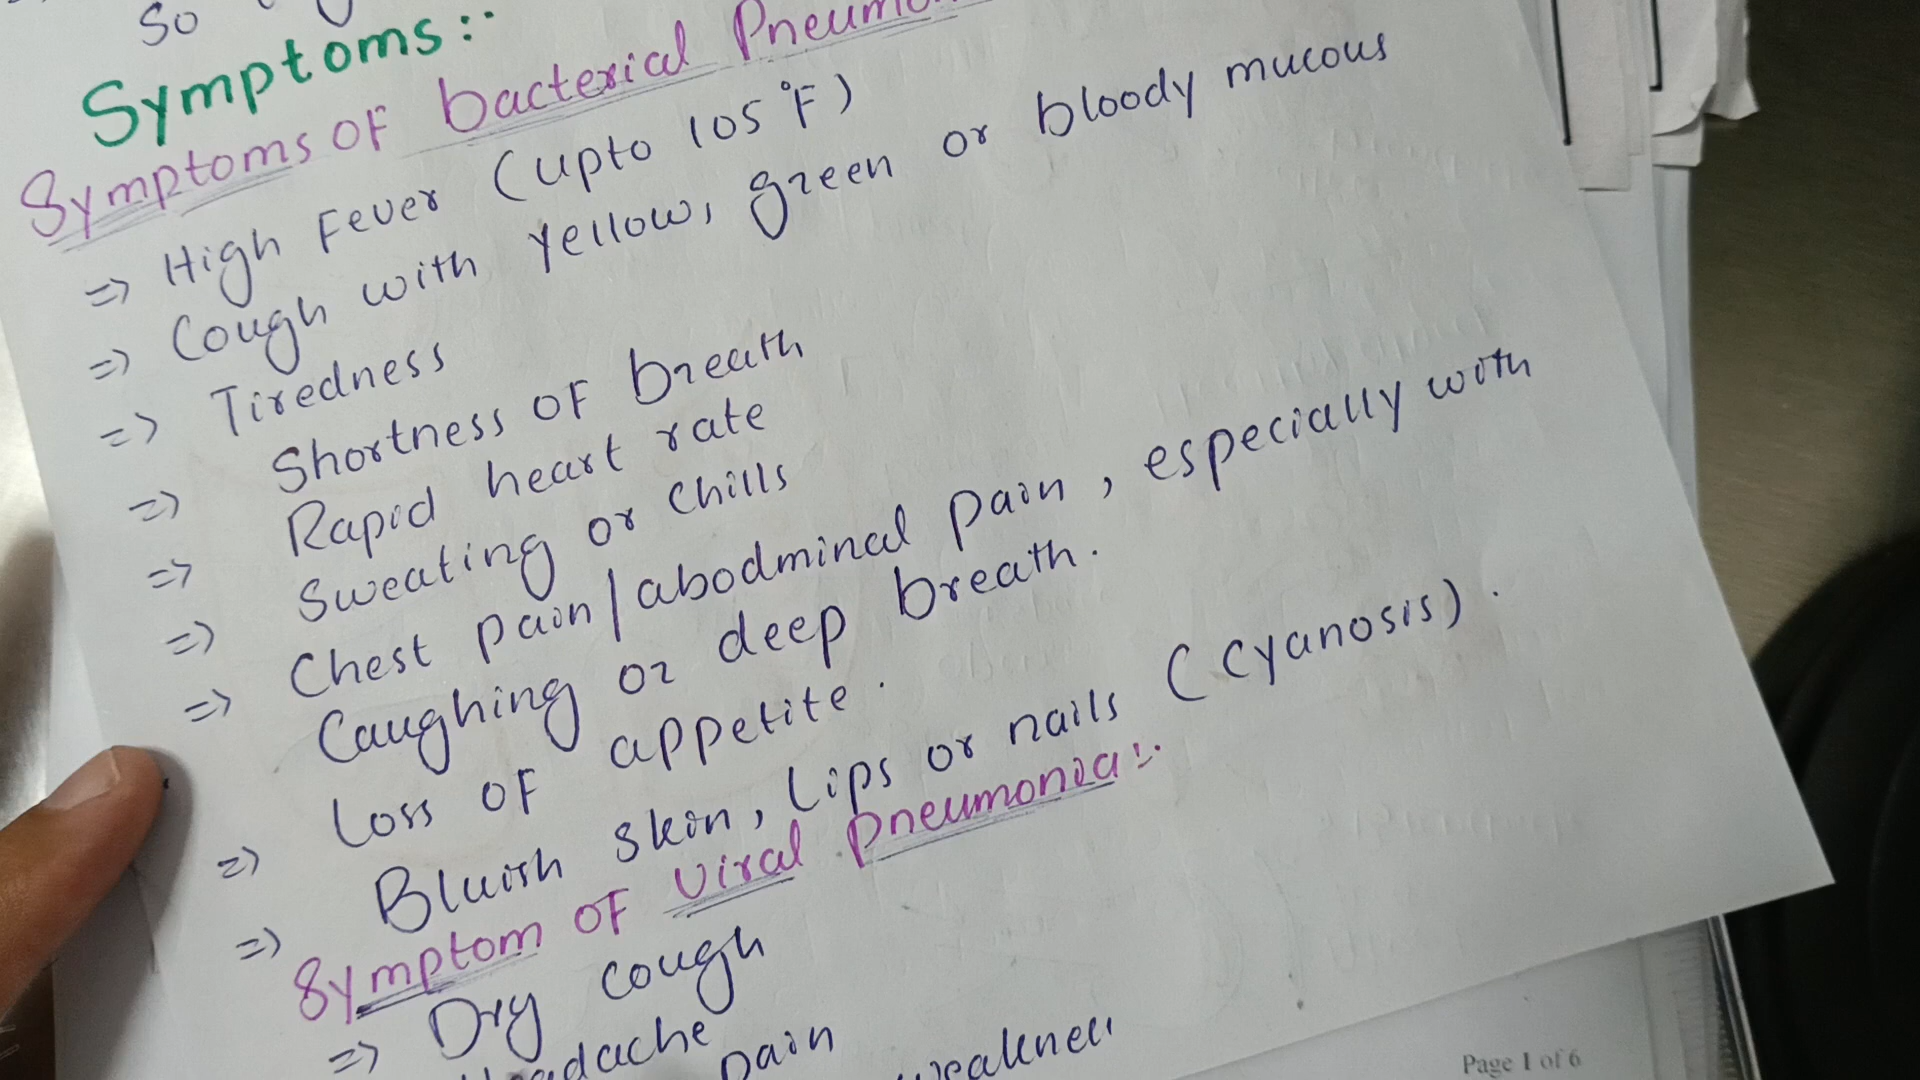 So
Symptoms:-
Symptoms OF bacterial
=> High Fever (upto 105°F)
=> Cough with yellow, green or bloody mucous
=> Tiredness
=> Shortness OF breath
=> Rapid heart rate
=> Sweating or chills
=> Chest pain/abodminal pain, especially with
Caughing or deep breath.
=> Loss OF appetite.
=> Bluish skin, Lips or nails (Cyanosis).
Symptom OF Viral Pneumonia:-
=> Dry cough
pain
Page 1 of 6